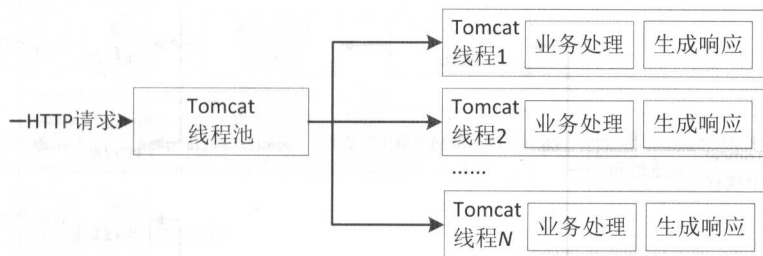 Tomcat
线程1
业务处理
生成响应
HTTP请求
Tomcat
线程池
Tomcat
线程2
业务处理
生成响应
......
Tomcat
线程N
业务处理
生成响应